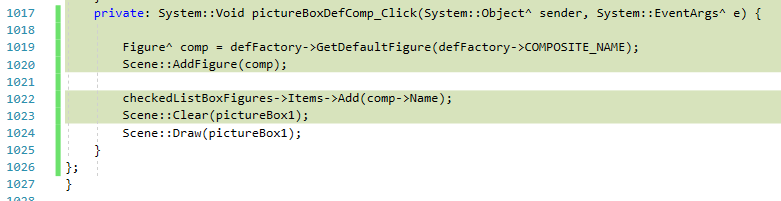 1017 private: System::Void pictureBoxDefComp_Click(System::Object^ sender, System::EventArgs^ e) {
1018
1019 Figure^ comp = defFactory->GetDefaultFigure(defFactory->COMPOSITE_NAME);
1020 Scene::AddFigure(comp);
1021
1022 checkedListBoxFigures->Items->Add(comp->Name);
1023 Scene::Clear(pictureBox1);
1024 Scene::Draw(pictureBox1);
1025 }
1026 };
1027 }
1028